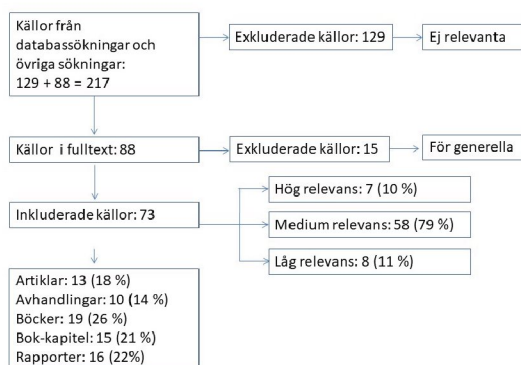 Källor från
databassökningar och
övriga sökningar:
129 + 88 = 217
Exkluderade källor: 129
Ej relevanta
Källor i fulltext: 88
Exkluderade källor: 15
För generella
Inkluderade källor: 73
Hög relevans: 7 (10 %)
Medium relevans: 58 (79 %)
Låg relevans: 8 (11 %)
Artiklar: 13 (18 %)
Avhandlingar: 10 (14 %)
Böcker: 19 (26 %)
Bok-kapitel: 15 (21 %)
Rapporter: 16 (22%)